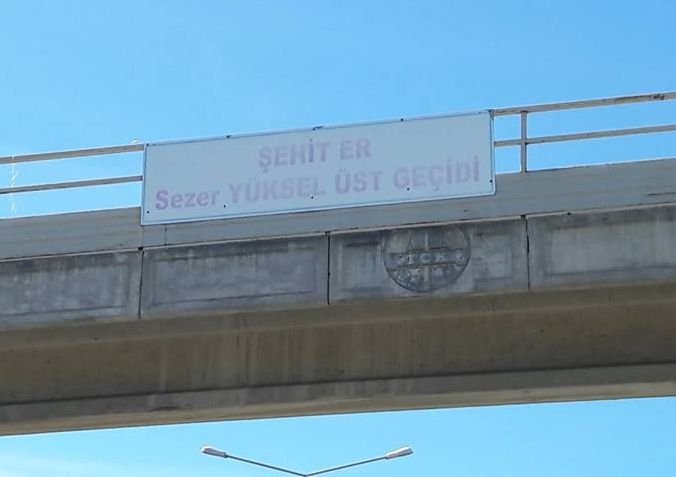 ŞEHİT ER
Sezer YÜKSEL ÜST GEÇİDİ